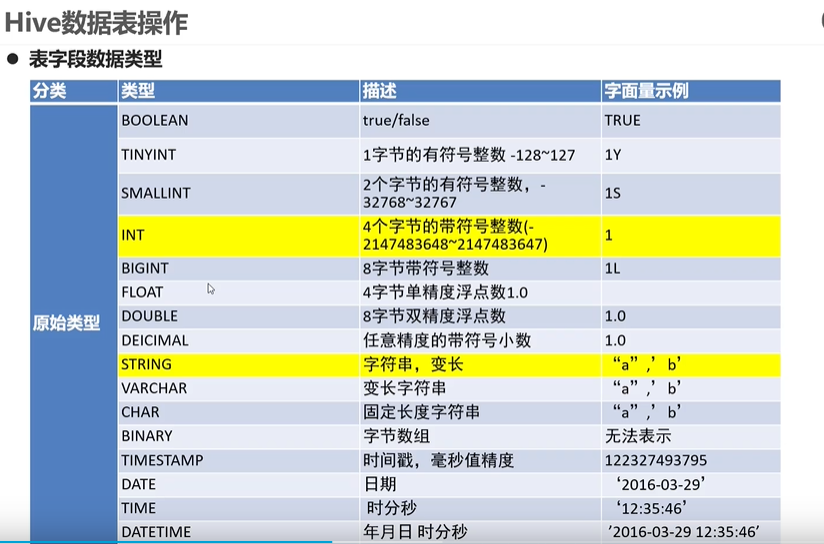 Hive数据表操作
● 表字段数据类型
分类 类型 描述 字面量示例
原始类型
BOOLEAN true/false TRUE
TINYINT 1字节的有符号整数 -128~127 1Y
SMALLINT 2个字节的有符号整数，-
32768~32767 1S
INT 4个字节的带符号整数(-
2147483648~2147483647) 1
BIGINT 8字节带符号整数 1L
FLOAT 4字节单精度浮点数1.0
DOUBLE 8字节双精度浮点数 1.0
DEICIMAL 任意精度的带符号小数 1.0
STRING 字符串，变长 “a”,’b’
VARCHAR 变长字符串 “a”,’b’
CHAR 固定长度字符串 “a”,’b’
BINARY 字节数组 无法表示
TIMESTAMP 时间戳，毫秒值精度 122327493795
DATE 日期 ‘2016-03-29’
TIME 时分秒 ‘12:35:46’
DATETIME 年月日 时分秒 ’2016-03-29 12:35:46’